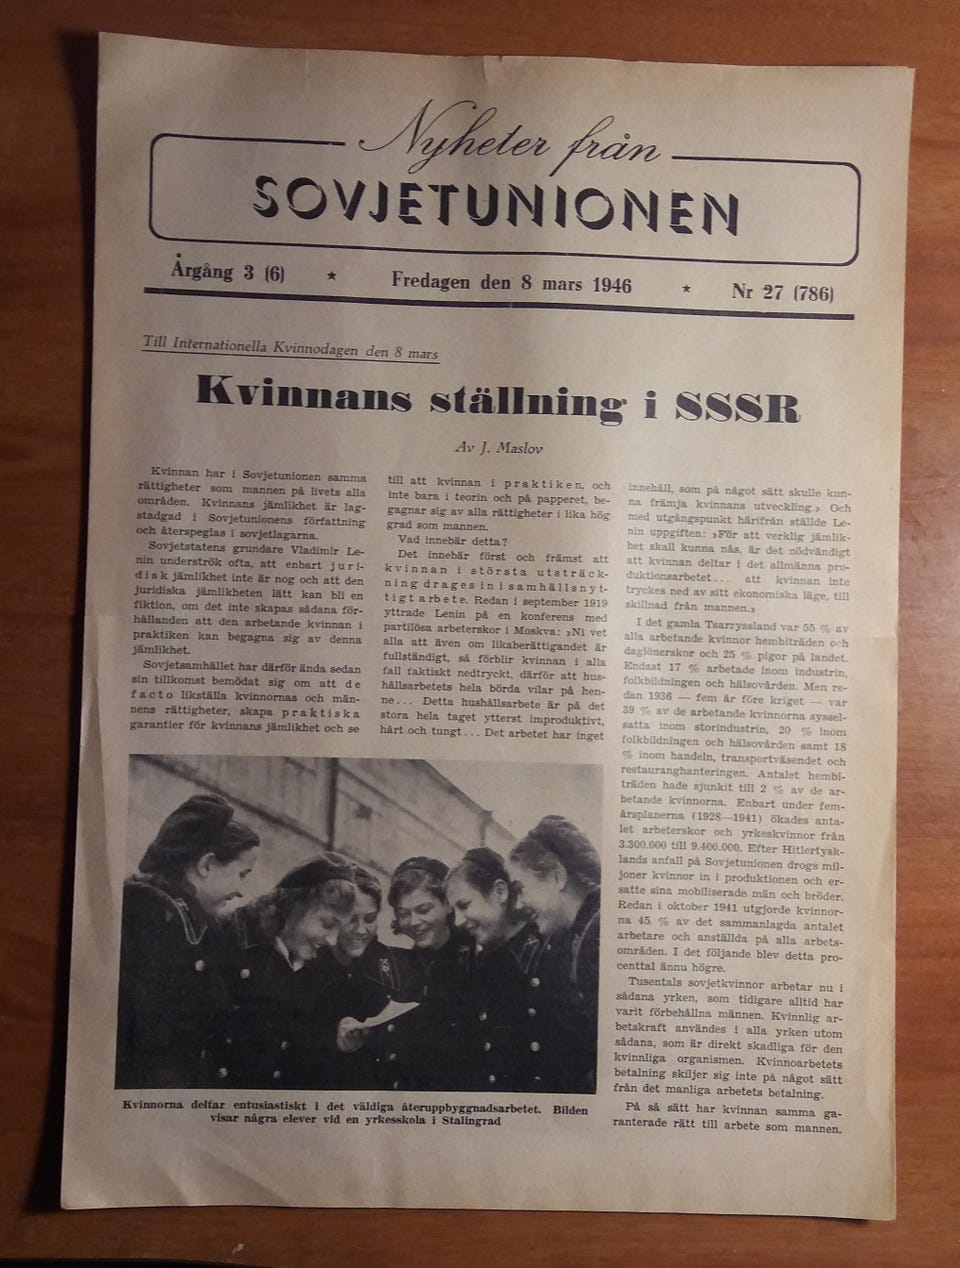 Nyheter från
SOVJETUNIONEN
Årgång 3 (6) ★ Fredagen den 8 mars 1946 ★ Nr 27 (786)
Till Internationella Kvinnodagen den 8 mars
Kvinnans ställning i SSSR
Av J. Maslov
Kvinnan har i Sovjetunionen samma
rättigheter som mannen på livets alla
områden. Kvinnans jämlikhet är lag-
stadgad i Sovjetunionens författning
och återspeglas i sovjetlagarna.
Sovjetstatens grundare Vladimir Le-
nin underströk ofta, att enbart juri-
disk jämlikhet inte är nog och att den
juridiska jämlikheten lätt kan bli en
fiktion, om det inte skapas sådana för-
hållanden att den arbetande kvinnan i
praktiken kan begagna sig av denna
jämlikhet.
Sovjetsamhället har därför ända sedan
sin tillkomst bemödat sig om att de
facto likställa kvinnornas och män-
nens rättigheter, skapa praktiska
garantier för kvinnans jämlikhet och se
till att kvinnan i praktiken, och
inte bara i teorin och på papperet, be-
gagnar sig av alla rättigheter i lika hög
grad som mannen.
Vad innebär detta?
Det innebär först och främst att
kvinnan i största utsträck-
ning drages in i samhällsnyt-
tigt arbete. Redan i september 1919
yttrade Lenin på en konferens med
partilösa arbeterskor i Moskva: »Ni vet
alla att även om likaberättigandet är
fullständigt, så förblir kvinnan i alla
fall faktiskt nedtryckt, därför att hus-
hållsarbetets hela börda vilar på hen-
ne... Detta hushållsarbete är på det
stora hela taget ytterst improduktivt,
hårt och tungt... Det arbetet har inget
innehåll, som på något sätt skulle kun-
na främja kvinnans utveckling.» Och
med utgångspunkt härifrån ställde Le-
nin uppgiften: »För att verklig jämlik-
het skall kunna nås, är det nödvändigt
att kvinnan deltar i det allmänna pro-
duktionsarbetet... att kvinnan inte
tryckes ned av sitt ekonomiska läge, till
skillnad från mannen.»
I det gamla Tsarryssland var 55 % av
alla arbetande kvinnor hembiträden och
daglönerskor och 25 % pigor på landet.
Endast 17 % arbetade inom industrin,
folkbildningen och hälsovården. Men re-
dan 1936 — fem år före kriget — var
39 % av de arbetande kvinnorna syssel-
satta inom storindustrin, 20 % inom
folkbildningen och hälsovården samt 18
% inom handeln, transportväsendet och
restauranghanteringen. Antalet hembi-
träden hade sjunkit till 2 % av de ar-
betande kvinnorna. Enbart under fem-
årsplanerna (1928—1941) ökades anta-
let arbeterskor och yrkeskvinnor från
3.300.000 till 9.400.000. Efter Hitlertysk-
lands anfall på Sovjetunionen drogs mil-
joner kvinnor in i produktionen och er-
satte sina mobiliserade män och bröder.
Redan i oktober 1941 utgjorde kvinnor-
na 45 % av det sammanlagda antalet
arbetare och anställda på alla arbets-
områden. I det följande blev detta pro-
centtal ännu högre.
Tusentals sovjetkvinnor arbetar nu i
sådana yrken, som tidigare alltid har
varit förbehållna männen. Kvinnlig ar-
betskraft användes i alla yrken utom
sådana, som är direkt skadliga för den
kvinnliga organismen. Kvinnoarbetets
betalning skiljer sig inte på något sätt
från det manliga arbetets betalning.
På så sätt har kvinnan samma ga-
ranterade rätt till arbete som mannen.
Kvinnorna deltar entusiastiskt i det väldiga återuppbyggnadsarbetet. Bilden
visar några elever vid en yrkesskola i Stalingrad